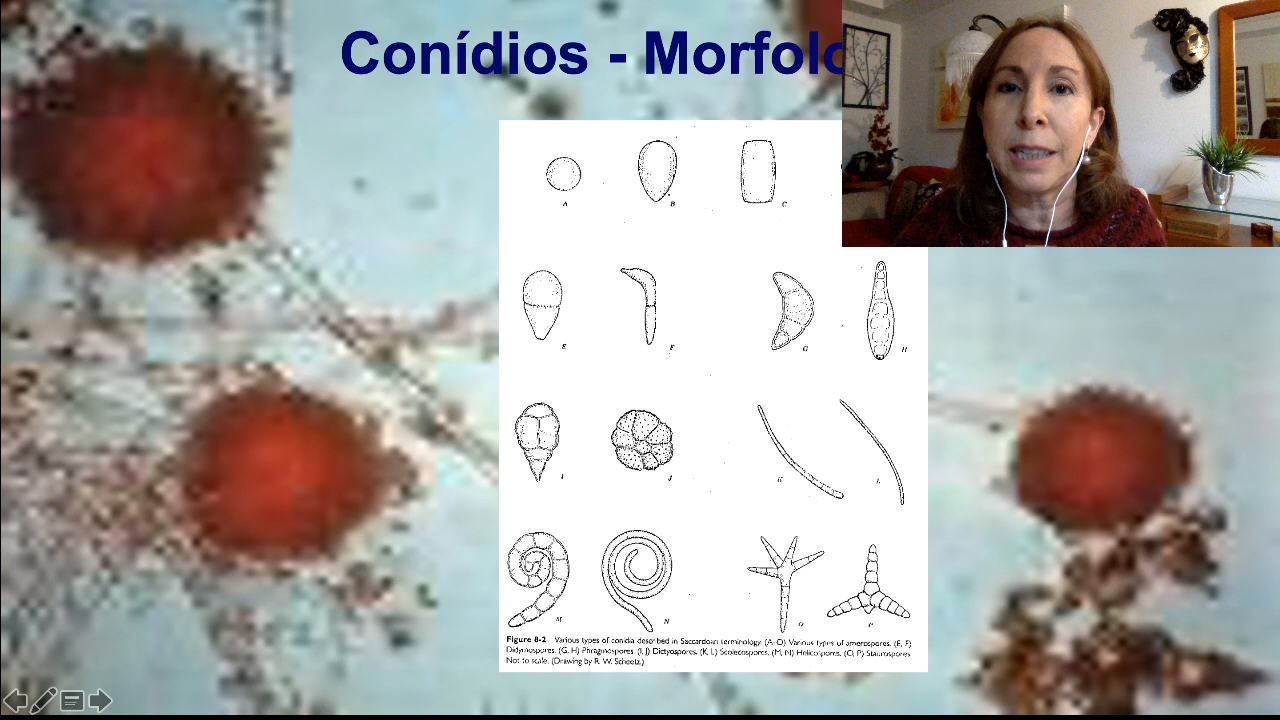 Conídios - Morfolo
A
B
C
E
F
G
H
I
J
K
L
M
N
O
P
Figure 8-2 Various types of conidia described in Saccardoan terminology. (A–D) Various types of amerospores. (E, F)
Didymospores. (G, H) Phragmospores. (I, J) Dictyospores. (K, L) Scolecospores. (M, N) Helicospores. (O, P) Staurospores.
Not to scale. (Drawing by R. W. Scheetz.)